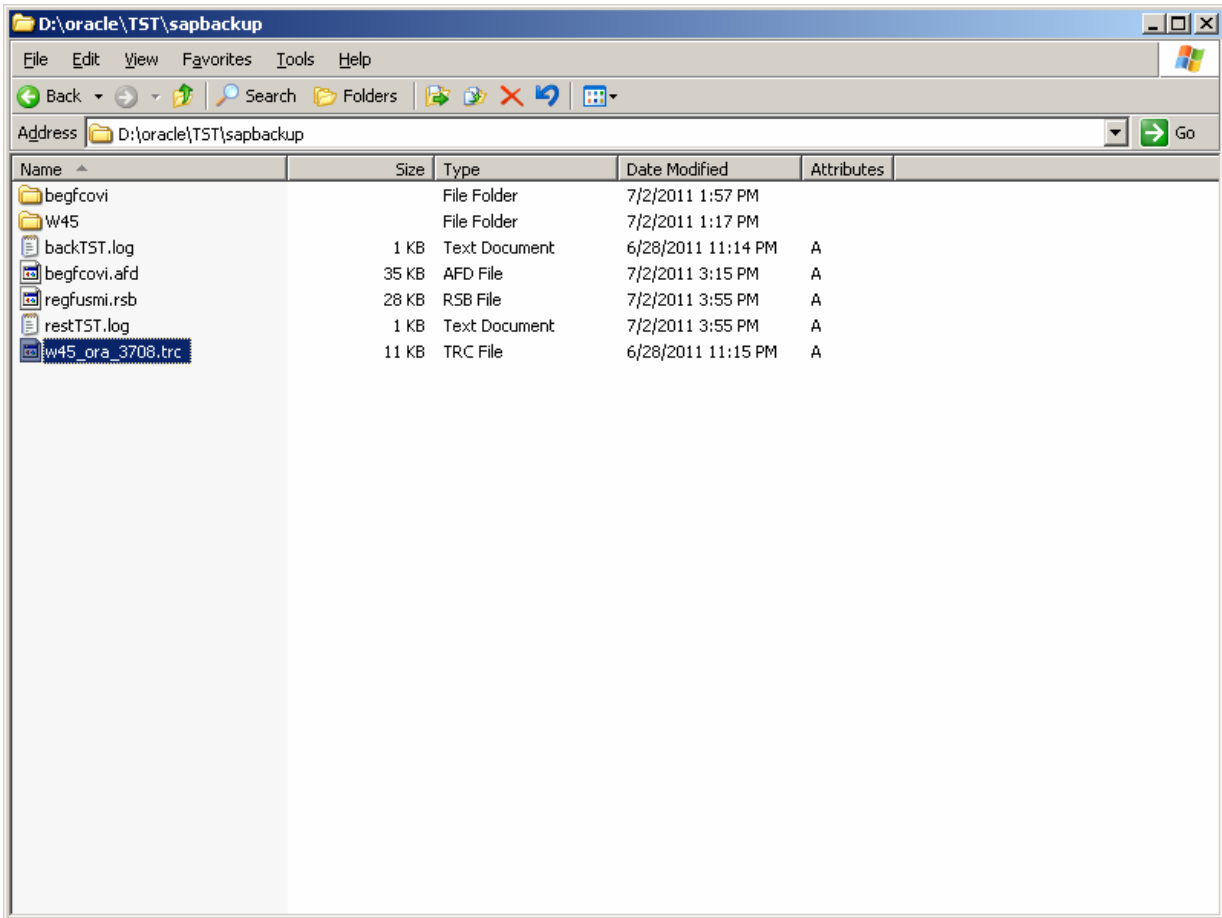 D:\oracle\TST\sapbackup
File Edit View Favorites Tools Help
Back Search Folders
Address D:\oracle\TST\sapbackup Go
Name Size Type Date Modified Attributes
begfcovi File Folder 7/2/2011 1:57 PM
W45 File Folder 7/2/2011 1:17 PM
backTST.log 1 KB Text Document 6/28/2011 11:14 PM A
begfcovi.afd 35 KB AFD File 7/2/2011 3:15 PM A
regfusmi.rsb 28 KB RSB File 7/2/2011 3:55 PM A
restTST.log 1 KB Text Document 7/2/2011 3:55 PM A
w45_ora_3708.trc 11 KB TRC File 6/28/2011 11:15 PM A